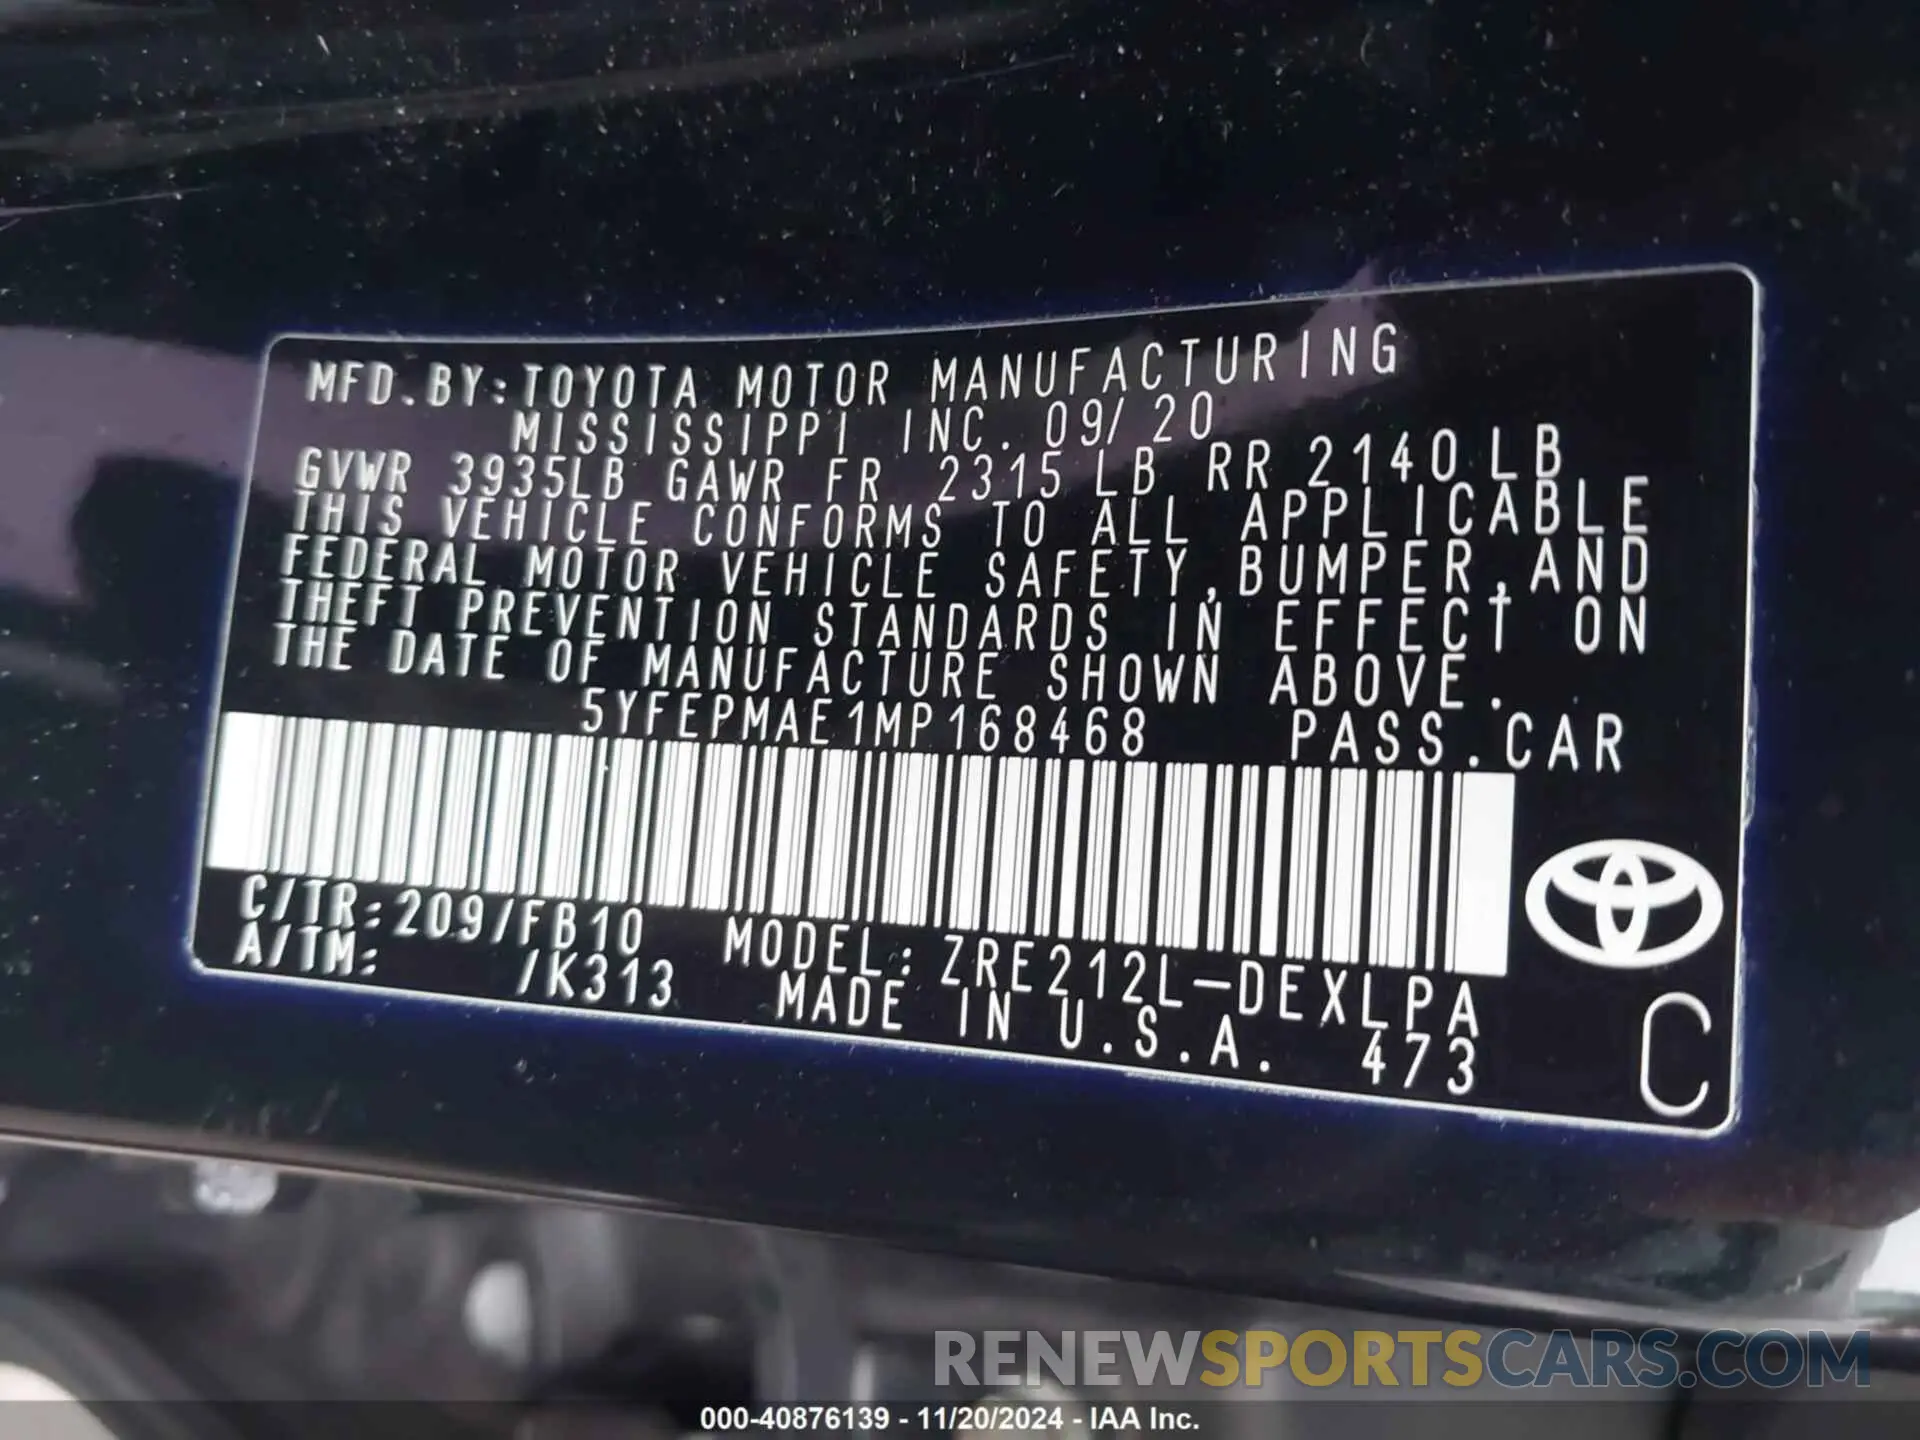 MFD.BY:TOYOTA MOTOR MANUFACTURING
MISSISSIPPI INC. 09/20
GVWR 3935LB GAWR FR 2315LB RR 2140LB
THIS VEHICLE CONFORMS TO ALL APPLICABLE
FEDERAL MOTOR VEHICLE SAFETY,BUMPER,AND
THEFT PREVENTION STANDARDS IN EFFECT ON
THE DATE OF MANUFACTURE SHOWN ABOVE.
5YFEPMAE1MP168468 PASS.CAR
C/TR:209/FB10 MODEL:ZRE212L-DEXLPA
A/TM: /K313 MADE IN U.S.A. 473
C
RENEWSPORTSCARS.COM
000-40876139 - 11/20/2024 - IAA Inc.